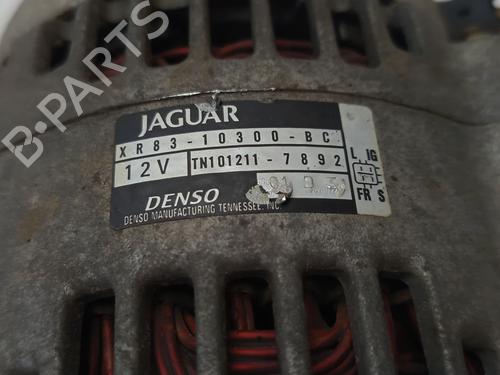 B-PARTS
JAGUAR
XR83-10300-BC
12V TN101211-7892
L IG
FR S
DENSO
DENSO MANUFACTURING TENNESSEE. INC.